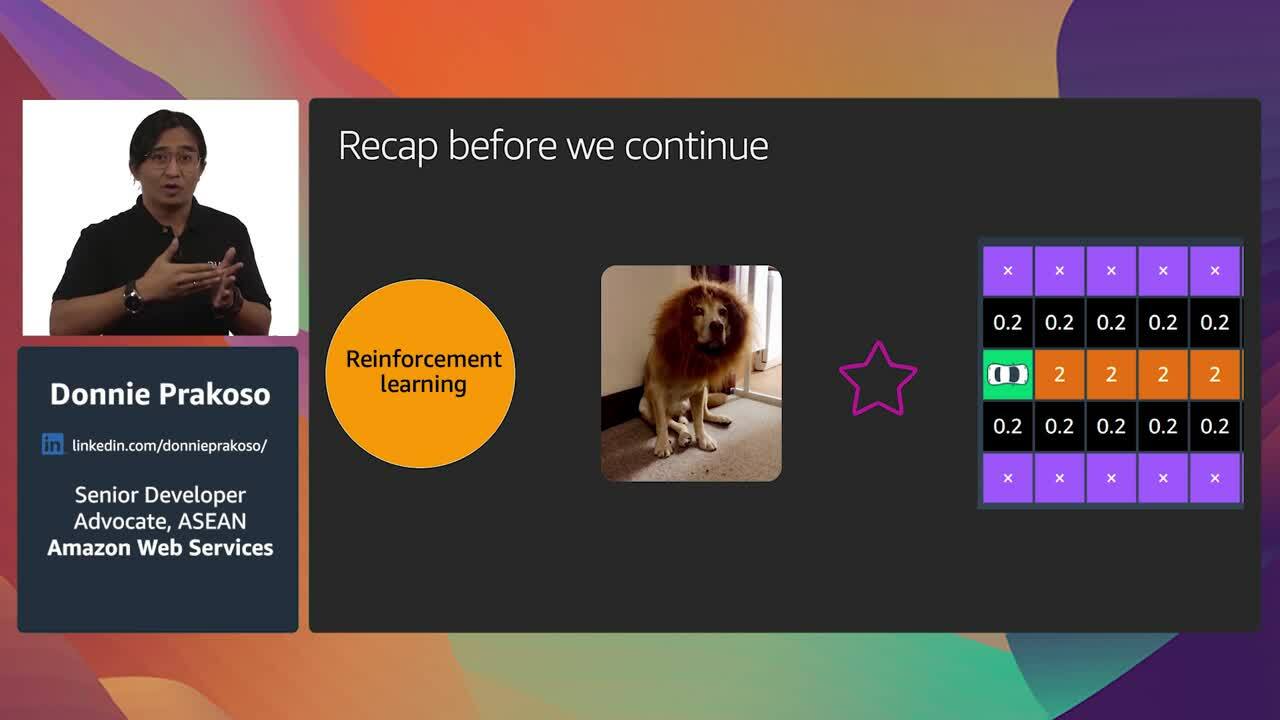 Recap before we continue
Donnie Prakoso
in linkedin.com/donnieprakoso/
Senior Developer
Advocate, ASEAN
Amazon Web Services
Reinforcement
learning
× × × × ×
0.2 0.2 0.2 0.2 0.2
2 2 2 2
0.2 0.2 0.2 0.2 0.2
× × × × ×